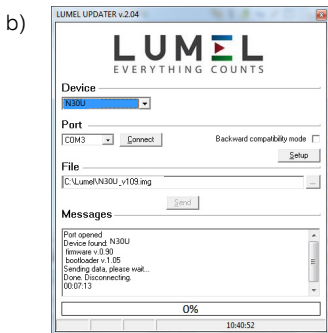 b)
LUMEL UPDATER v.2.04
LUMEL
EVERYTHING COUNTS
Device
N30U
Port
COM3 Connect Backward compatibility mode
Setup
File
C:\Lumel\N30U_v109.img ...
Send
Messages
Port opened
Device found: N30U
firmware v.0.90
bootloader v.1.05
Sending data, please wait...
Done. Disconnecting.
00:07:13
0%
10:40:52